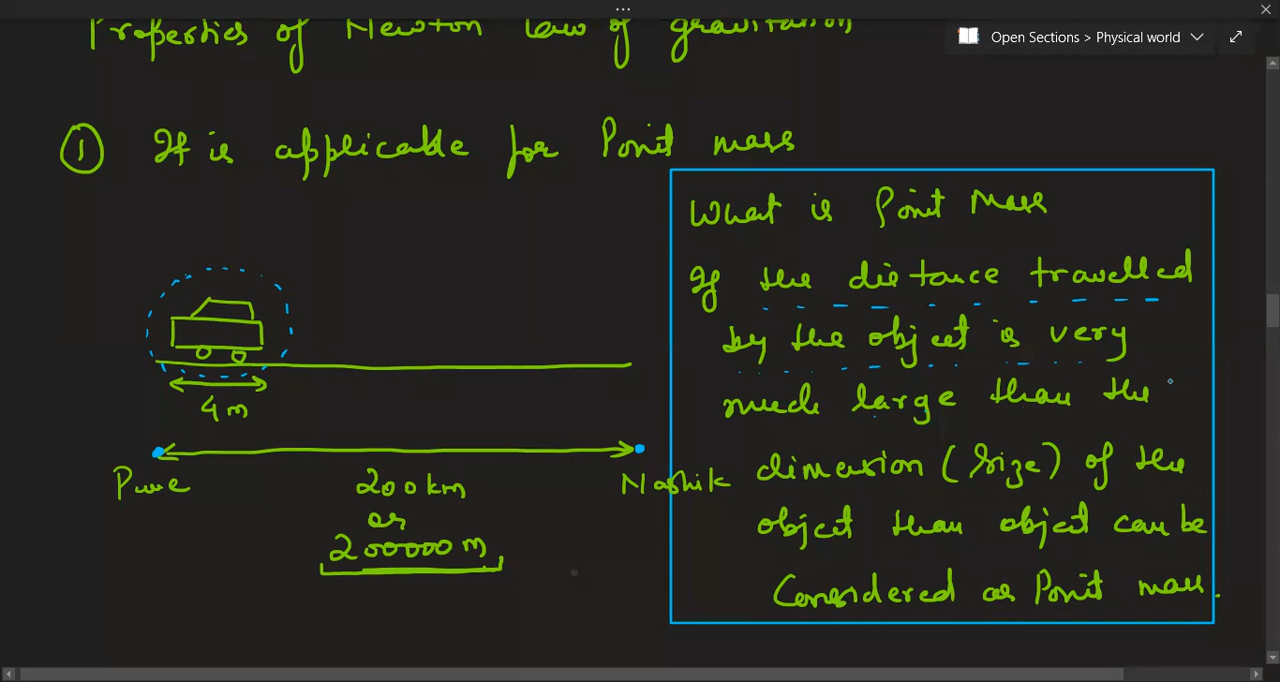 Properties of Newton law of gravitation
Open Sections > Physical world
① It is applicable for Point mass
What is Point Mass
If the distance travelled
by the object is very
much large than the
dimension (size) of the
object than object can be
Considered as Point mass.
4m
Pune
200km
or
200000 m
Nashik